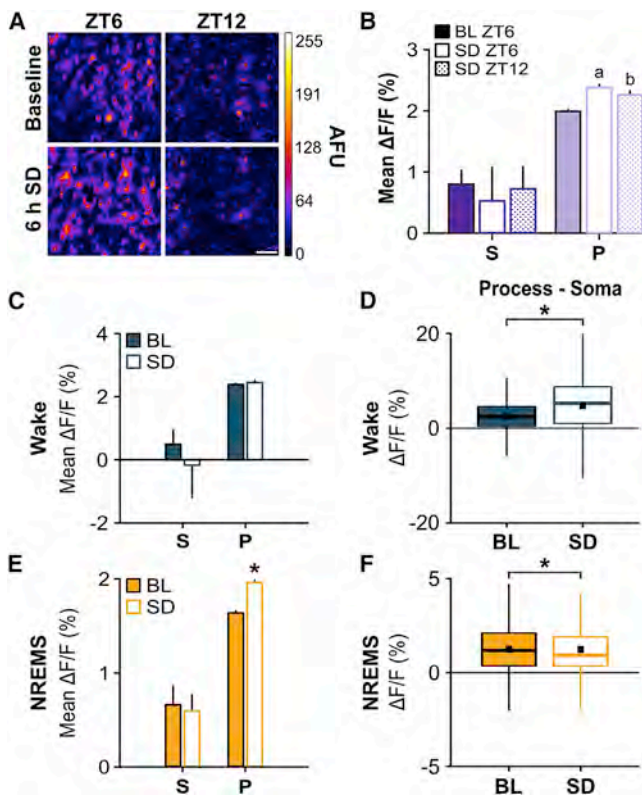 A
ZT6
ZT12
Baseline
6 h SD
255
191
128
64
0
AFU
B
BL ZT6
SD ZT6
SD ZT12
Mean ΔF/F (%)
3
2
1
0
a
b
S
P
C
BL
SD
Wake
Mean ΔF/F (%)
4
2
0
-2
S
P
Process - Soma
D
*
Wake
ΔF/F (%)
20
0
-20
BL
SD
E
BL
SD
*
NREMS
Mean ΔF/F (%)
2
1
0
S
P
F
*
NREMS
ΔF/F (%)
5
0
-5
BL
SD